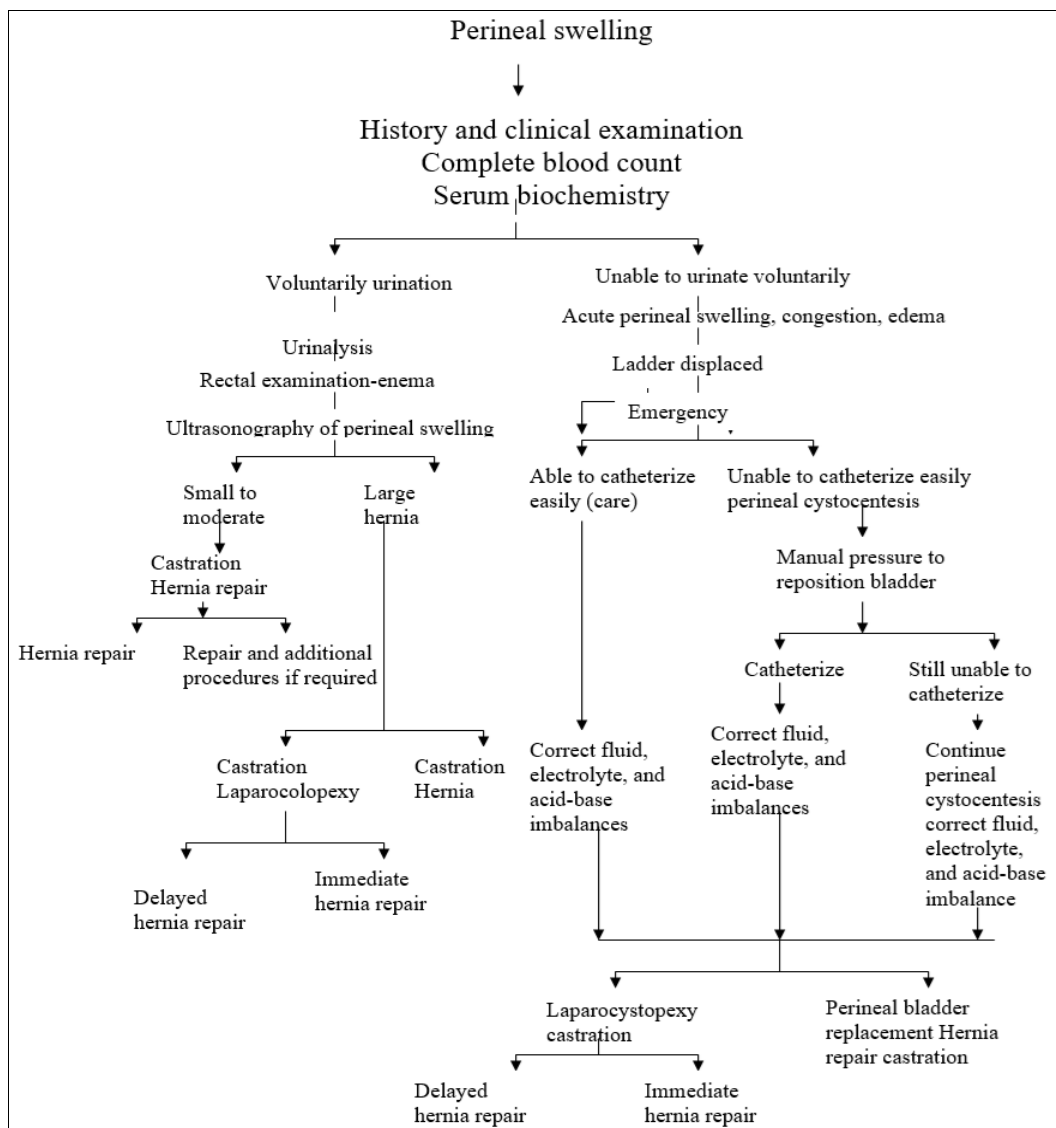 Perineal swelling
History and clinical examination
Complete blood count
Serum biochemistry
Voluntarily urination
Urinalysis
Rectal examination-enema
Ultrasonography of perineal swelling
Small to
moderate
Castration
Hernia repair
Hernia repair
Repair and additional
procedures if required
Large
hernia
Castration
Laparocolopexy
Delayed
hernia repair
Immediate
hernia repair
Castration
Hernia
Unable to urinate voluntarily
Acute perineal swelling, congestion, edema
Ladder displaced
Emergency
Able to catheterize
easily (care)
Correct fluid,
electrolyte, and
acid-base
imbalances
Unable to catheterize easily
perineal cystocentesis
Manual pressure to
reposition bladder
Catheterize
Correct fluid,
electrolyte, and
acid-base
imbalances
Still unable to
catheterize
Continue
perineal
cystocentesis
correct fluid,
electrolyte,
and acid-base
imbalance
Laparocystopexy
castration
Delayed
hernia repair
Immediate
hernia repair
Perineal bladder
replacement Hernia
repair castration